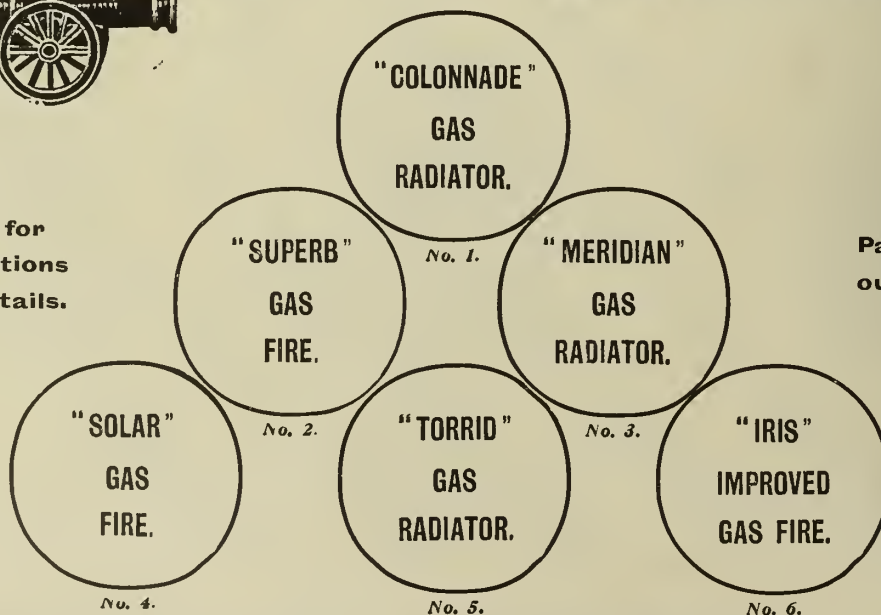 "COLONNADE"
GAS
RADIATOR.
No. 1.
for
tions
tails.
Pa
ou
"SUPERB"
GAS
FIRE.
No. 2.
"MERIDIAN"
GAS
RADIATOR.
No. 3.
"SOLAR"
GAS
FIRE.
No. 4.
"TORRID"
GAS
RADIATOR.
No. 5.
"IRIS"
IMPROVED
GAS FIRE.
No. 6.